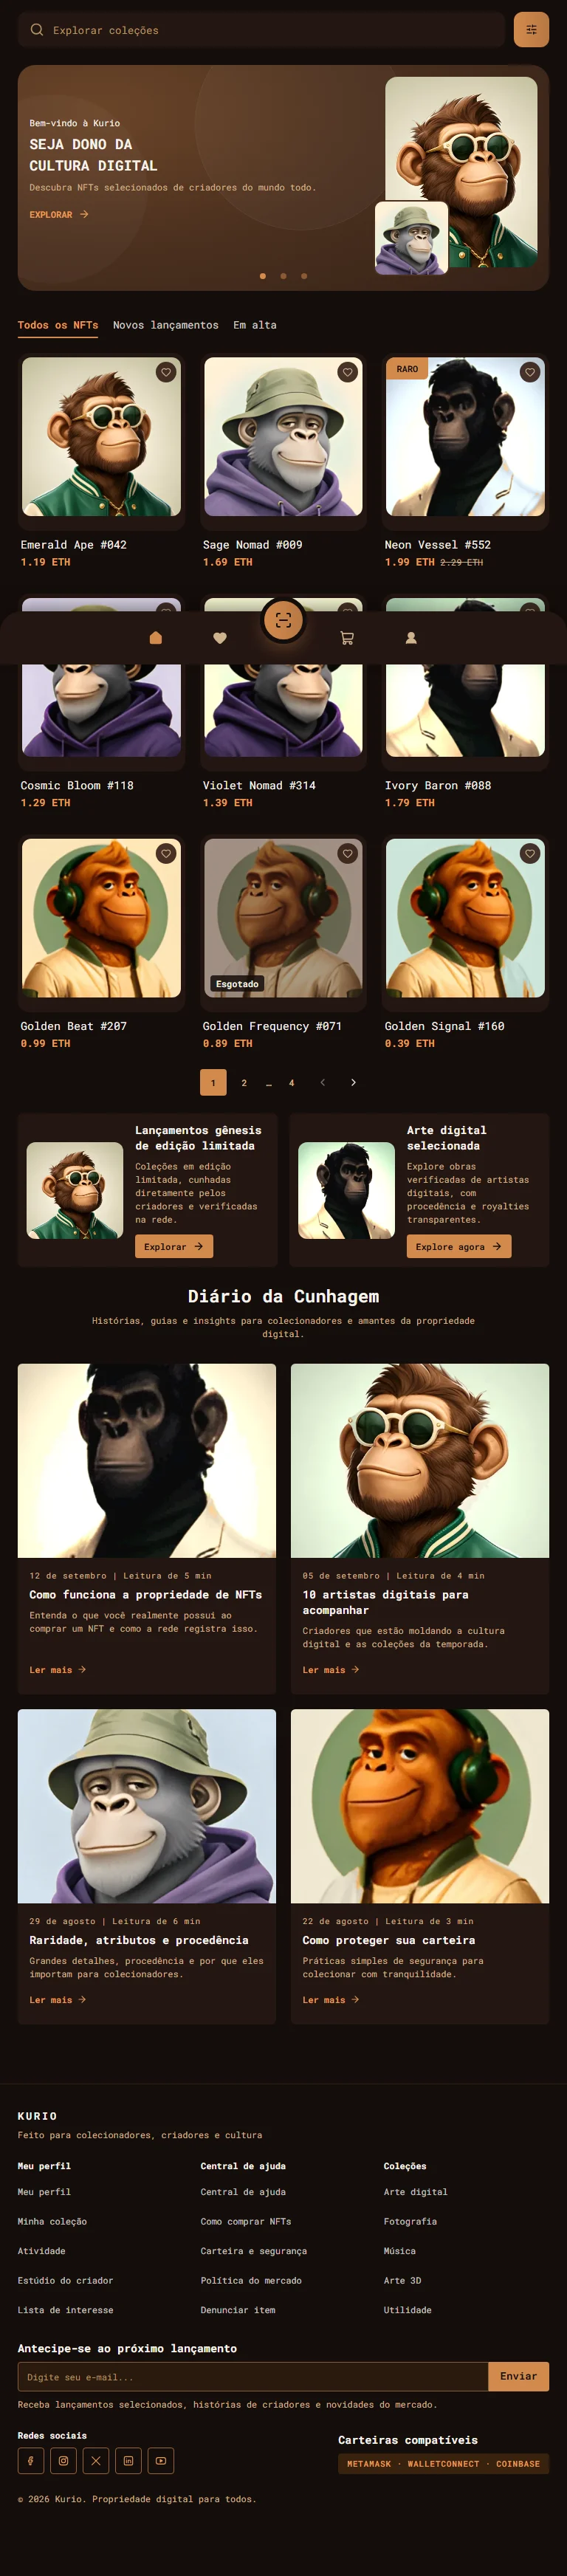 Explorar coleções
Bem-vindo à Kurio
SEJA DONO DA
CULTURA DIGITAL
Descubra NFTs selecionados de criadores do mundo todo.
EXPLORAR
Todos os NFTs
Novos lançamentos
Em alta
RARO
Emerald Ape #042
1.19 ETH
Sage Nomad #009
1.69 ETH
Neon Vessel #552
1.99 ETH 2.29 ETH
Cosmic Bloom #118
1.29 ETH
Violet Nomad #314
1.39 ETH
Ivory Baron #088
1.79 ETH
Esgotado
Golden Beat #207
0.99 ETH
Golden Frequency #071
0.89 ETH
Golden Signal #160
0.39 ETH
1 2 … 4
Lançamentos gênesis
de edição limitada
Coleções em edição
limitada, cunhadas
diretamente pelos
criadores e verificadas
na rede.
Explorar
Arte digital
selecionada
Explore obras
verificadas de artistas
digitais, com
procedência e royalties
transparentes.
Explore agora
Diário da Cunhagem
Histórias, guias e insights para colecionadores e amantes da propriedade
digital.
12 de setembro | Leitura de 5 min
Como funciona a propriedade de NFTs
Entenda o que você realmente possui ao
comprar um NFT e como a rede registra isso.
Ler mais
05 de setembro | Leitura de 4 min
10 artistas digitais para
acompanhar
Criadores que estão moldando a cultura
digital e as coleções da temporada.
Ler mais
29 de agosto | Leitura de 6 min
Raridade, atributos e procedência
Grandes detalhes, procedência e por que eles
importam para colecionadores.
Ler mais
22 de agosto | Leitura de 3 min
Como proteger sua carteira
Práticas simples de segurança para
colecionar com tranquilidade.
Ler mais
KURIO
Feito para colecionadores, criadores e cultura
Meu perfil
Meu perfil
Minha coleção
Atividade
Estúdio do criador
Lista de interesse
Central de ajuda
Central de ajuda
Como comprar NFTs
Carteira e segurança
Política do mercado
Denunciar item
Coleções
Arte digital
Fotografia
Música
Arte 3D
Utilidade
Antecipe-se ao próximo lançamento
Digite seu e-mail...
Enviar
Receba lançamentos selecionados, histórias de criadores e novidades do mercado.
Redes sociais
Carteiras compatíveis
METAMASK · WALLETCONNECT · COINBASE
© 2026 Kurio. Propriedade digital para todos.